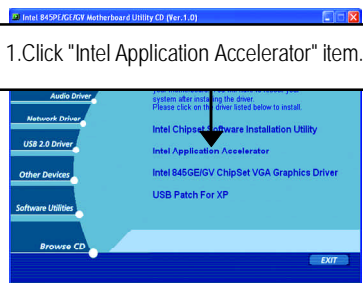 Intel 845PE/GE/GV Motherboard Utility CD (Ver.1.0)
1.Click "Intel Application Accelerator" item.
Audio Driver
system after installing the driver.
Please click on the driver listed below to install.
Network Driver
Intel Chipset Software Installation Utility
USB 2.0 Driver
Intel Application Accelerator
Other Devices
Intel 845GE/GV ChipSet VGA Graphics Driver
USB Patch For XP
Software Utilities
Browse CD
EXIT